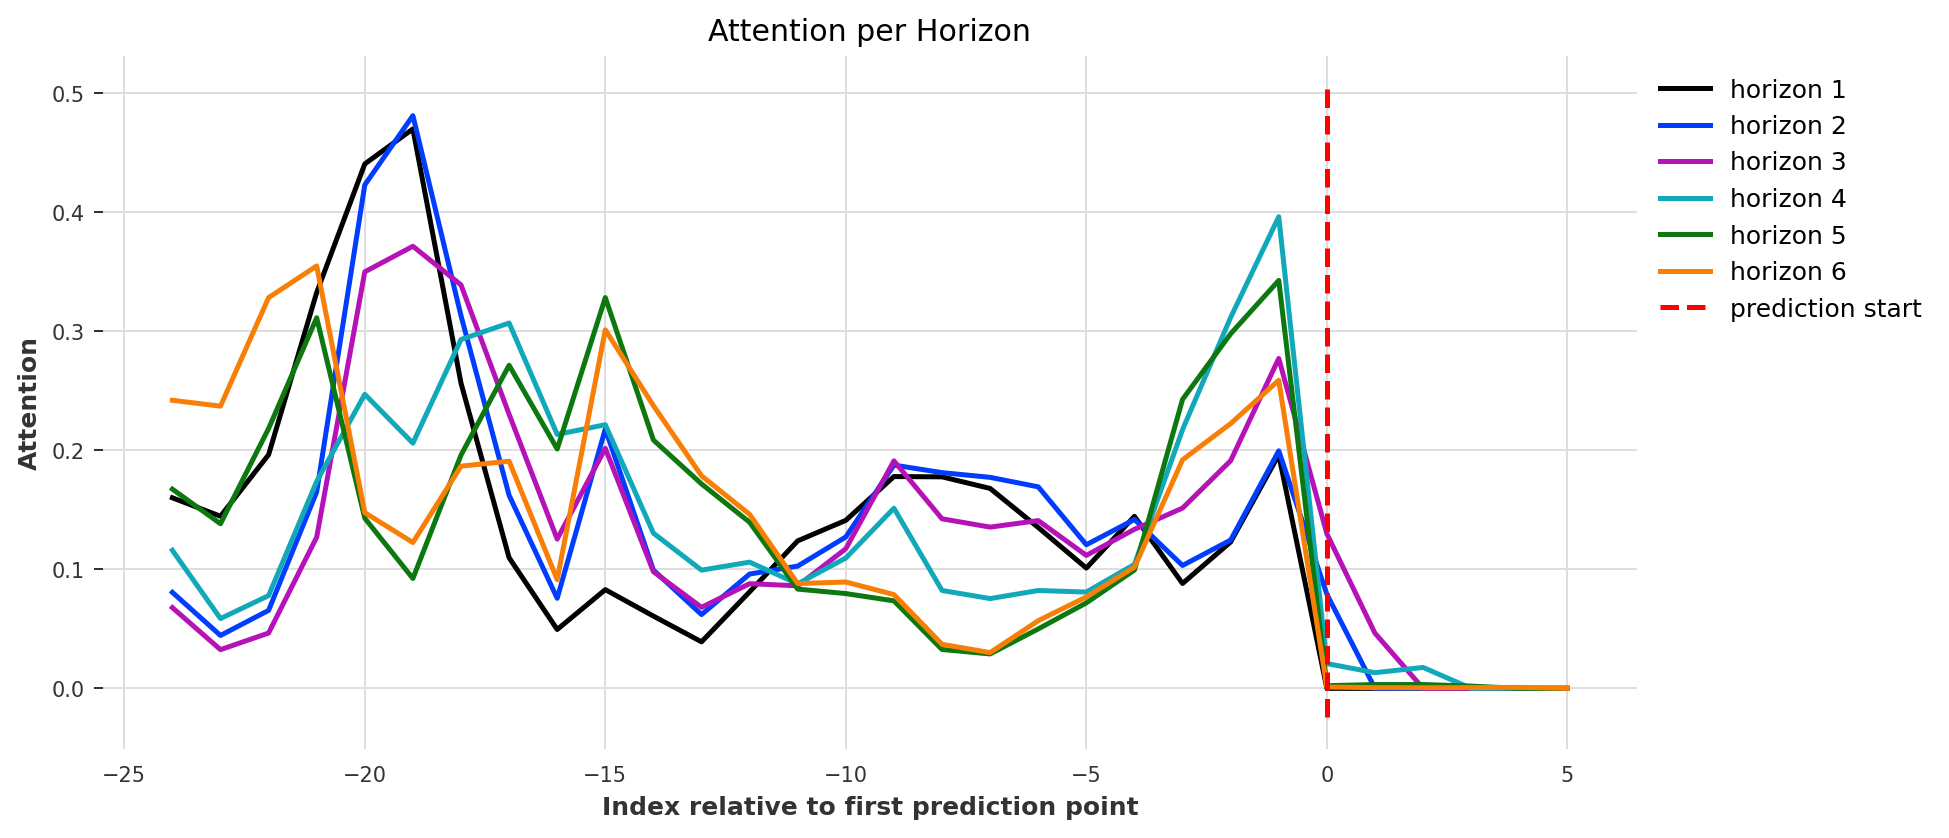 Attention per Horizon
0.5
0.4
0.3
0.2
0.1
0.0
Attention
−25
−20
−15
−10
−5
0
5
Index relative to first prediction point
horizon 1
horizon 2
horizon 3
horizon 4
horizon 5
horizon 6
prediction start